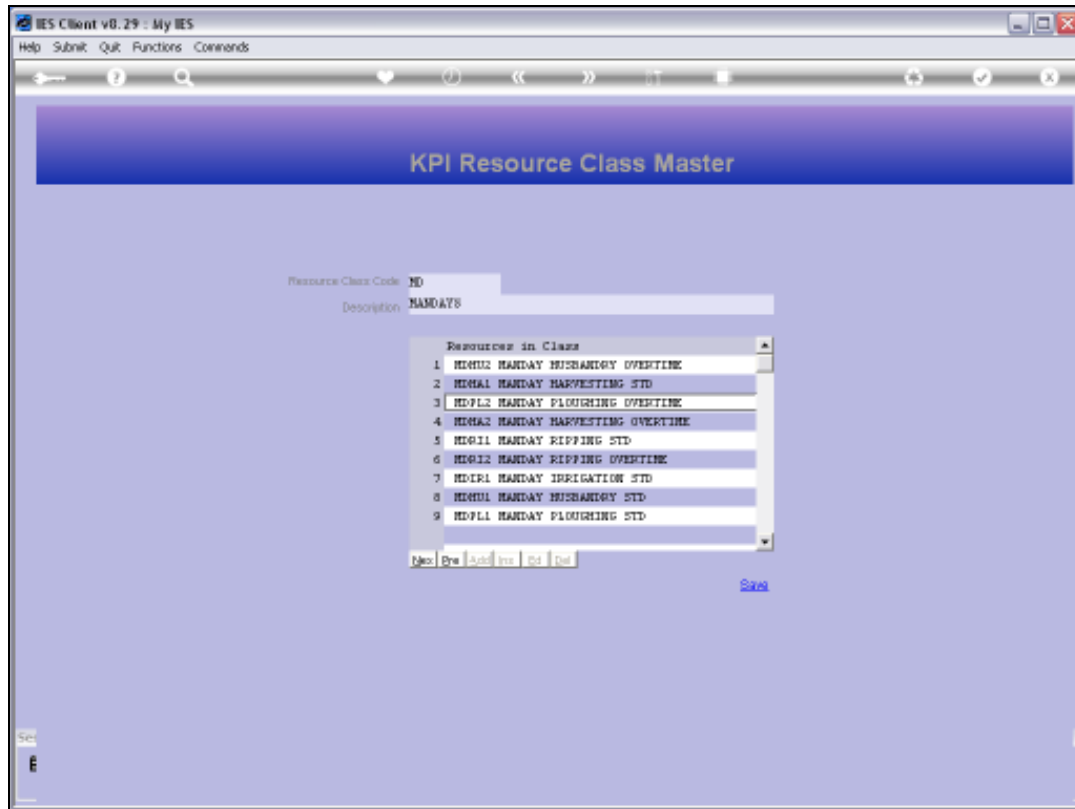 IES Client v8.29 : My IES
Help Submit Quit Functions Commands
KPI Resource Class Master
Resource Class Code MD
Description MANDAYS
Resources in Class
1 MDHU2 MANDAY HUSBANDRY OVERTIME
2 MDHA1 MANDAY HARVESTING STD
3 MDPL2 MANDAY PLOUGHING OVERTIME
4 MDHA2 MANDAY HARVESTING OVERTIME
5 MDRI1 MANDAY RIPPING STD
6 MDRI2 MANDAY RIPPING OVERTIME
7 MDIR1 MANDAY IRRIGATION STD
8 MDHU1 MANDAY HUSBANDRY STD
9 MDPL1 MANDAY PLOUGHING STD
Nex Pre Add Ins Ed Del
Save
Se